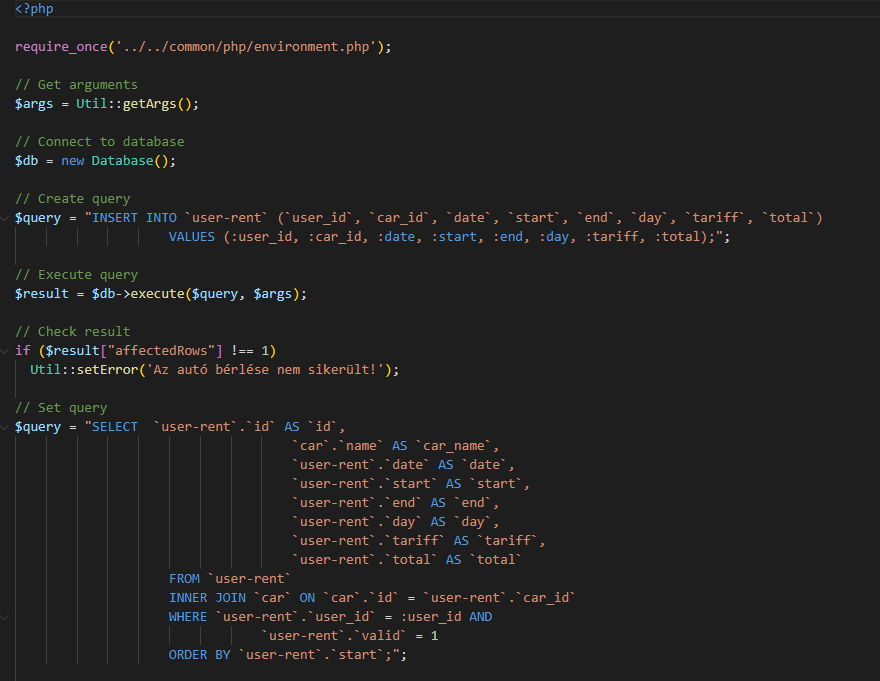 <?php
require_once('../../common/php/environment.php');
// Get arguments
$args = Util::getArgs();
// Connect to database
$db = new Database();
// Create query
$query = "INSERT INTO `user-rent` (`user_id`, `car_id`, `date`, `start`, `end`, `day`, `tariff`, `total`)
VALUES (:user_id, :car_id, :date, :start, :end, :day, :tariff, :total);";
// Execute query
$result = $db->execute($query, $args);
// Check result
if ($result["affectedRows"] !== 1)
Util::setError('Az autó bérlése nem sikerült!');
// Set query
$query = "SELECT  `user-rent`.`id` AS `id`,
`car`.`name` AS `car_name`,
`user-rent`.`date` AS `date`,
`user-rent`.`start` AS `start`,
`user-rent`.`end` AS `end`,
`user-rent`.`day` AS `day`,
`user-rent`.`tariff` AS `tariff`,
`user-rent`.`total` AS `total`
FROM `user-rent`
INNER JOIN `car` ON `car`.`id` = `user-rent`.`car_id`
WHERE `user-rent`.`user_id` = :user_id AND
`user-rent`.`valid` = 1
ORDER BY `user-rent`.`start`;";